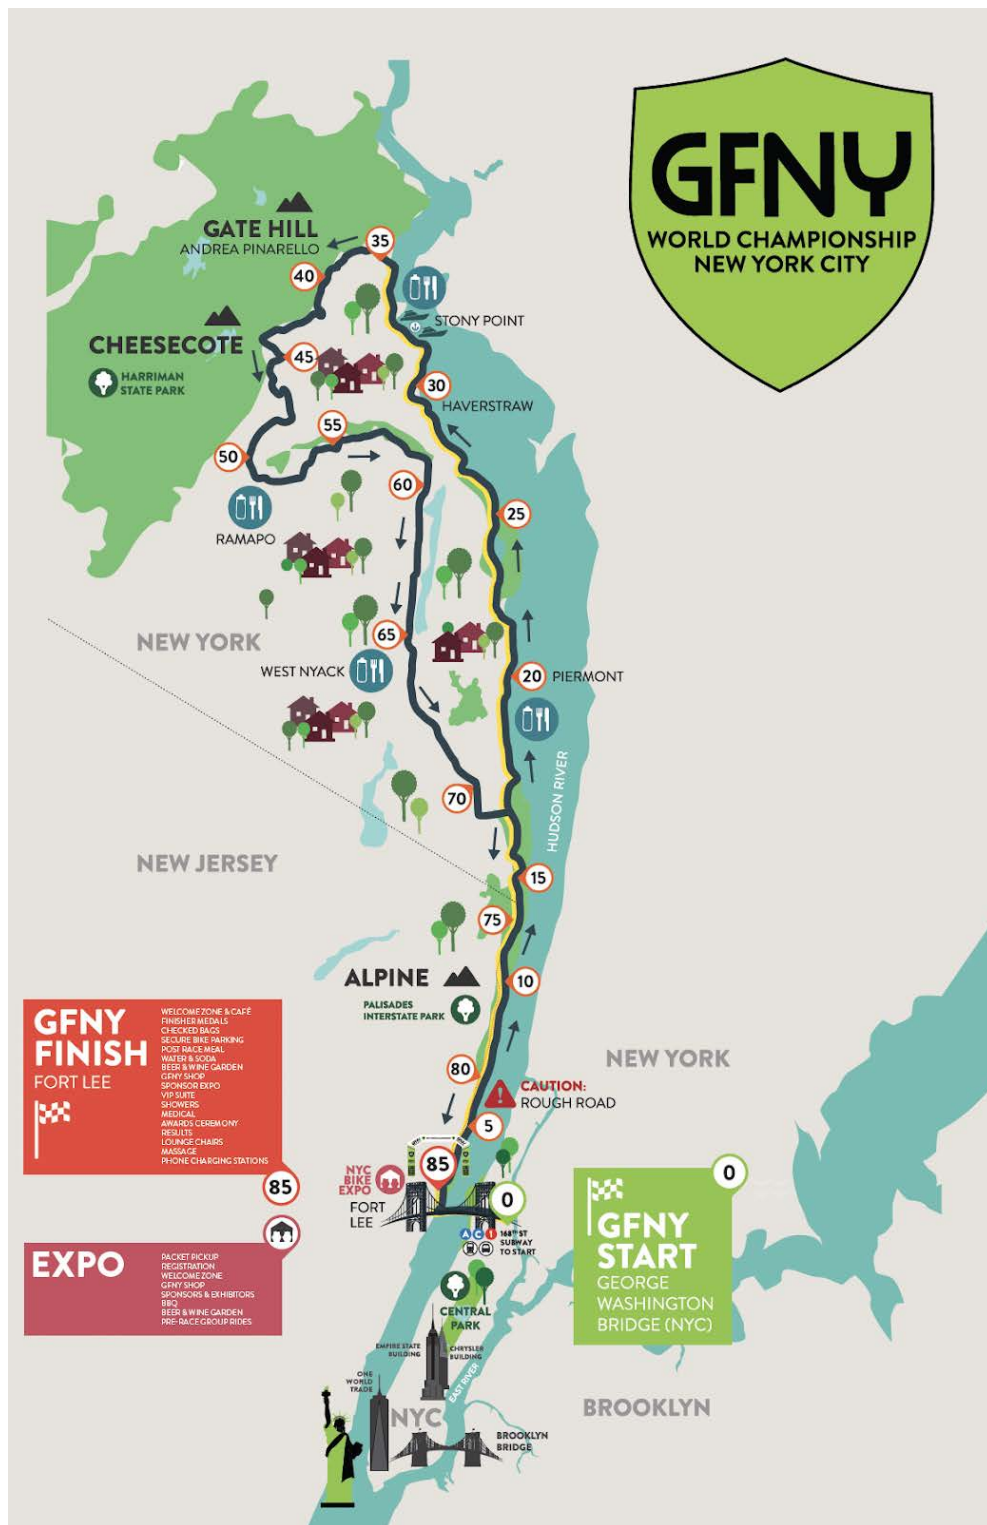 GFNY
WORLD CHAMPIONSHIP
NEW YORK CITY
GATE HILL
ANDREA PINARELLO
35
40
STONY POINT
CHEESECOTE
HARRIMAN
STATE PARK
45
30
HAVERSTRAW
55
50
60
25
RAMAPO
NEW YORK
65
WEST NYACK
20
PIERMONT
HUDSON RIVER
70
NEW JERSEY
15
75
ALPINE
10
PALISADES
INTERSTATE PARK
NEW YORK
80
CAUTION:
ROUGH ROAD
5
GFNY
FINISH
FORT LEE
WELCOME ZONE & CAFÉ
FINISHER MEDALS
CHECKED BAGS
SECURE BIKE PARKING
POST RACE MEAL
WATER & SODA
BEER & WINE GARDEN
GFNY SHOP
SPONSOR EXPO
VIP SUITE
SHOWERS
MEDICAL
AWARDS CEREMONY
RESULTS
LOUNGE CHAIRS
MASSAGE
PHONE CHARGING STATIONS
85
85
NYC
BIKE
EXPO
FORT
LEE
0
A C 1
168TH ST
SUBWAY
TO START
0
GFNY
START
GEORGE
WASHINGTON
BRIDGE (NYC)
EXPO
PACKET PICKUP
REGISTRATION
WELCOME ZONE
GFNY SHOP
SPONSORS & EXHIBITORS
BBQ
BEER & WINE GARDEN
PRE-RACE GROUP RIDES
CENTRAL
PARK
EMPIRE STATE
BUILDING
CHRYSLER
BUILDING
EAST RIVER
ONE
WORLD
TRADE
NYC
BROOKLYN
BROOKLYN
BRIDGE